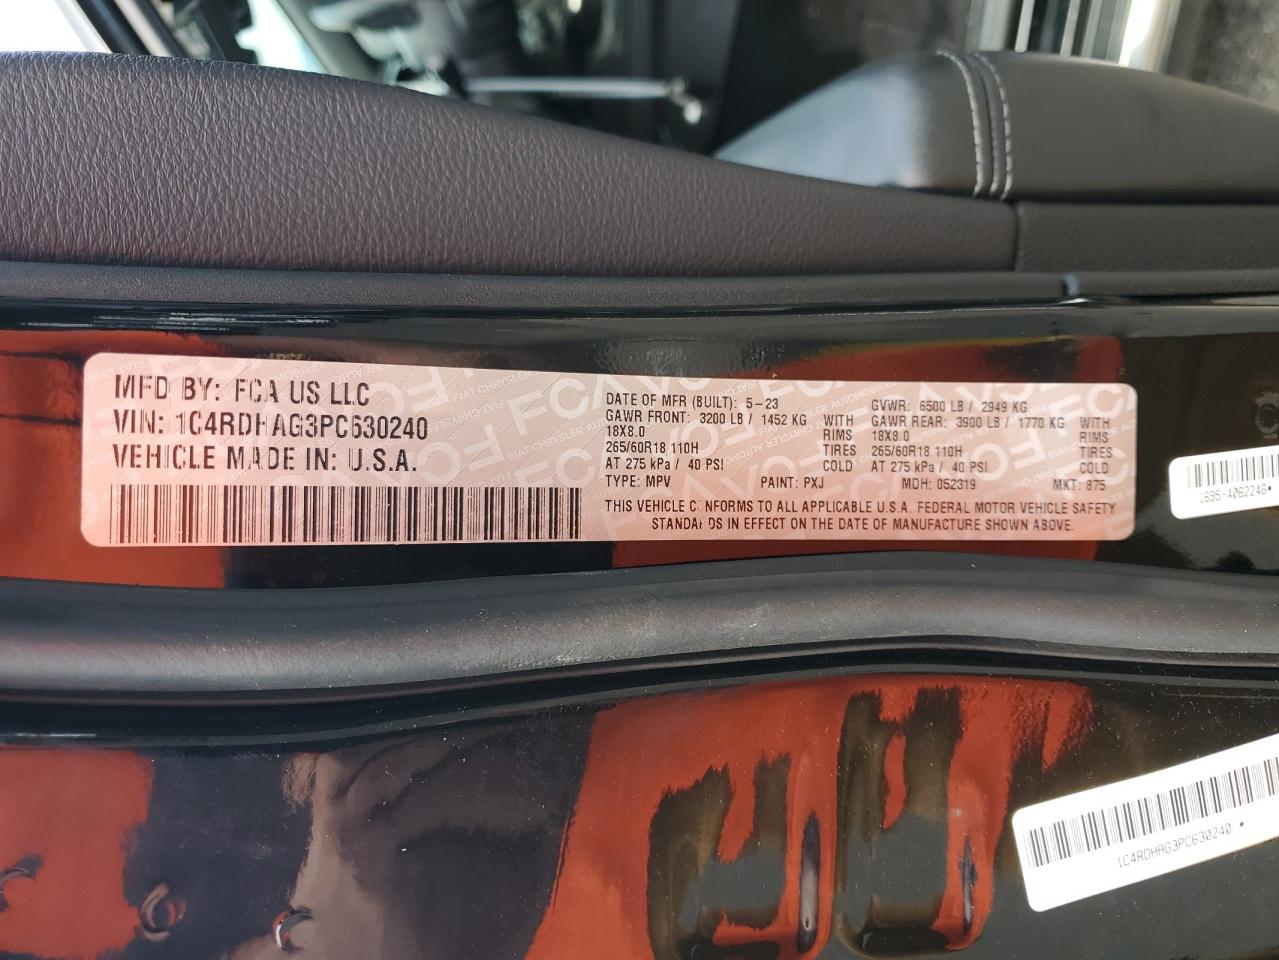 MFD BY: FCA US LLC
VIN: 1C4RDHAG3PC630240
VEHICLE MADE IN: U.S.A.
DATE OF MFR (BUILT): 5-23 GVWR: 6500 LB / 2949 KG
GAWR FRONT: 3200 LB / 1452 KG WITH GAWR REAR: 3900 LB / 1770 KG WITH
18X8.0 RIMS 18X8.0 RIMS
265/60R18 110H TIRES 265/60R18 110H TIRES
AT 275 kPa / 40 PSI COLD AT 275 kPa / 40 PSI COLD
TYPE: MPV PAINT: PXJ MDH: 052319 MKT: 875
THIS VEHICLE CONFORMS TO ALL APPLICABLE U.S.A. FEDERAL MOTOR VEHICLE SAFETY
STANDARDS IN EFFECT ON THE DATE OF MANUFACTURE SHOWN ABOVE.
1C4RDHAG3PC630240 •